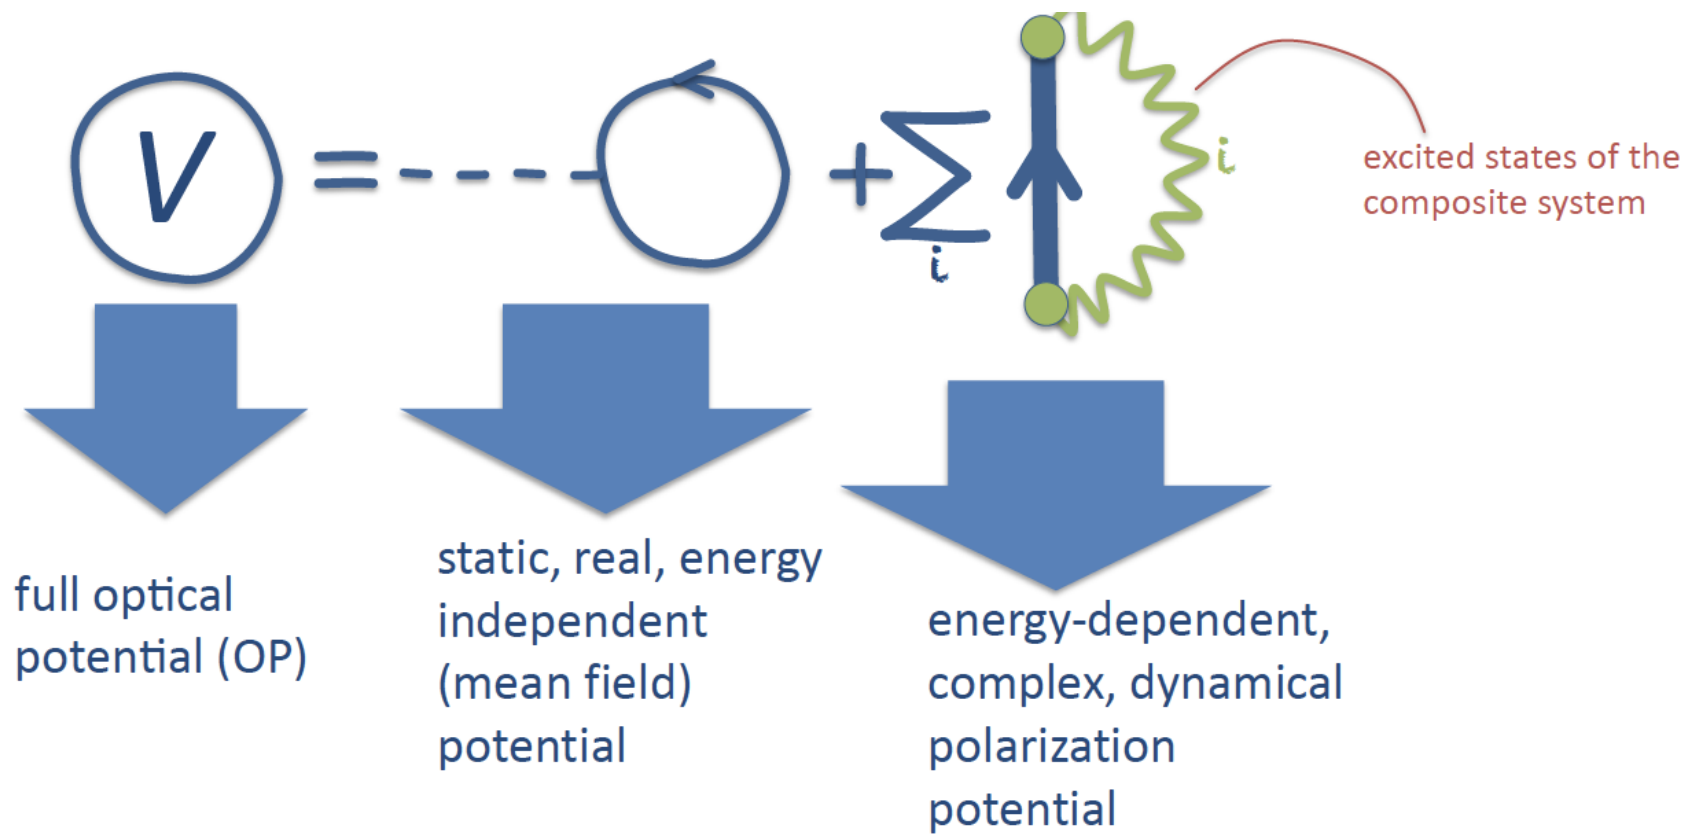 V = + Σ
i
i
excited states of the
composite system
full optical
potential (OP)
static, real, energy
independent
(mean field)
potential
energy-dependent,
complex, dynamical
polarization
potential